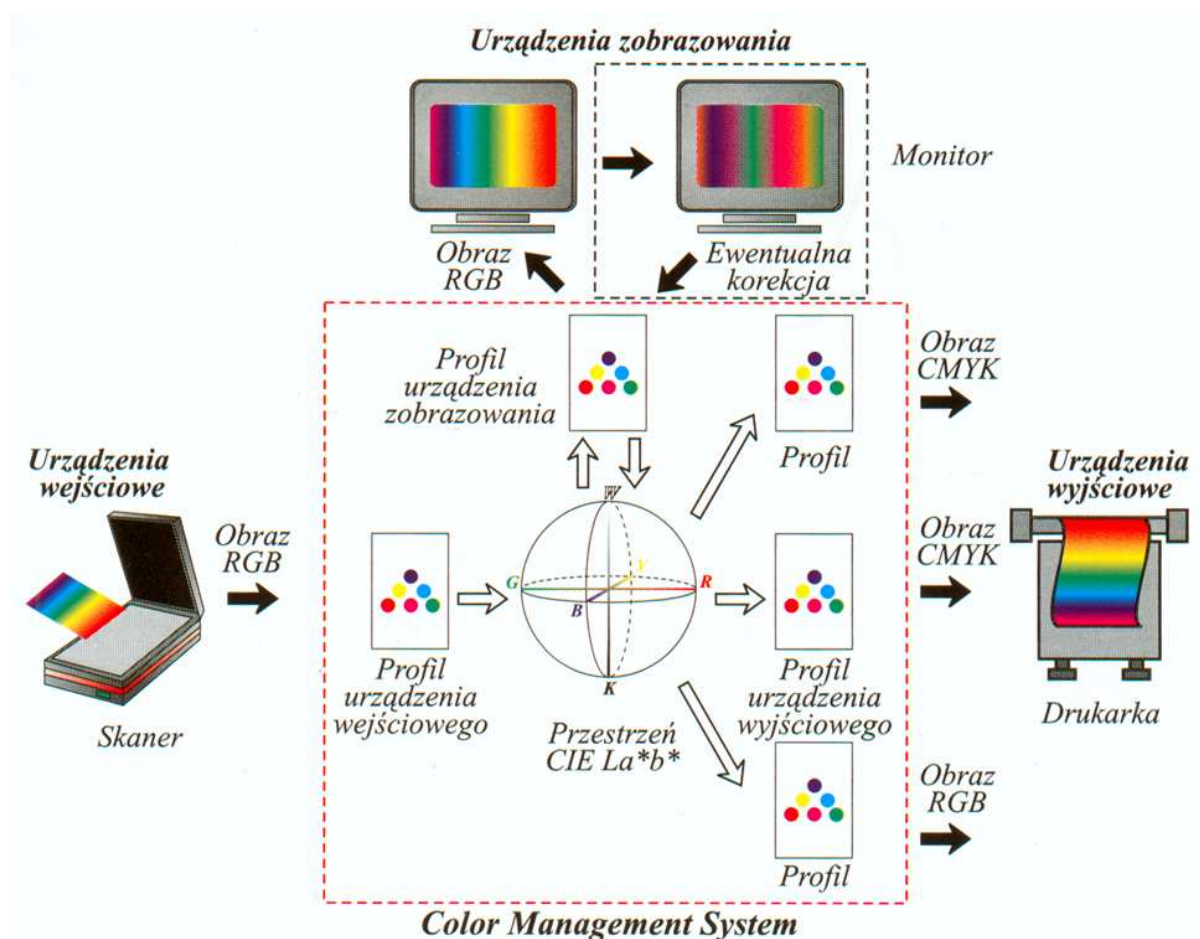 Urządzenia zobrazowania
Monitor
Obraz
RGB
Ewentualna
korekcja
Profil
urządzenia
zobrazowania
Profil
Obraz
CMYK
Urządzenia
wejściowe
Obraz
RGB
Skaner
Profil
urządzenia
wejściowego
W
G
Y
R
B
K
Przestrzeń
CIE La*b*
Profil
urządzenia
wyjściowego
Obraz
CMYK
Urządzenia
wyjściowe
Drukarka
Profil
Obraz
RGB
Color Management System